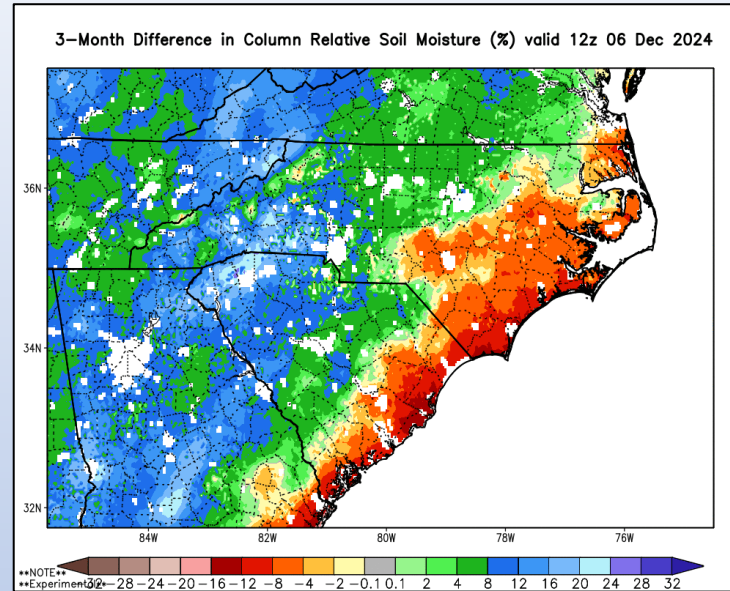 3-Month Difference in Column Relative Soil Moisture (%) valid 12z 06 Dec 2024
36N
34N
32N
84W 82W 80W 78W 76W
**NOTE**
**Experimental** -32 -28 -24 -20 -16 -12 -8 -4 -2 -0.1 0.1 2 4 8 12 16 20 24 28 32